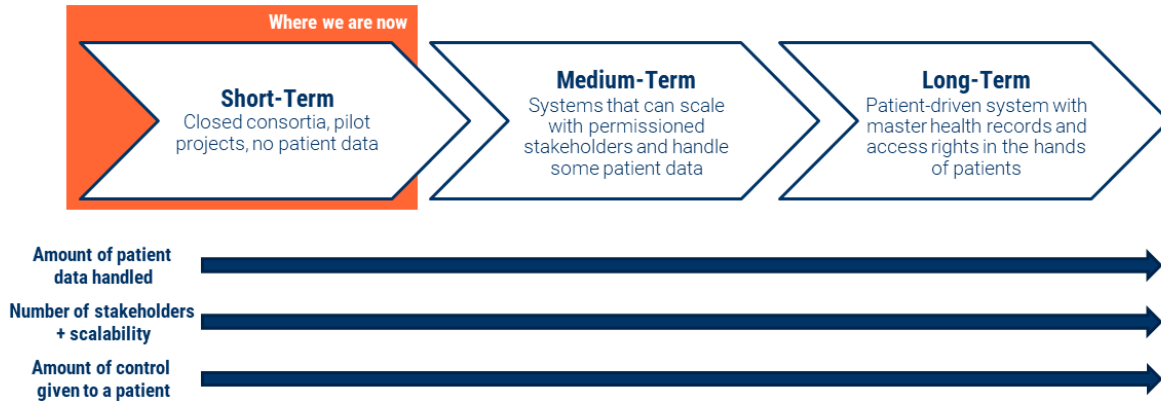 Where we are now
Short-Term
Closed consortia, pilot
projects, no patient data
Medium-Term
Systems that can scale
with permissioned
stakeholders and handle
some patient data
Long-Term
Patient-driven system with
master health records and
access rights in the hands
of patients
Amount of patient
data handled
Number of stakeholders
+ scalability
Amount of control
given to a patient